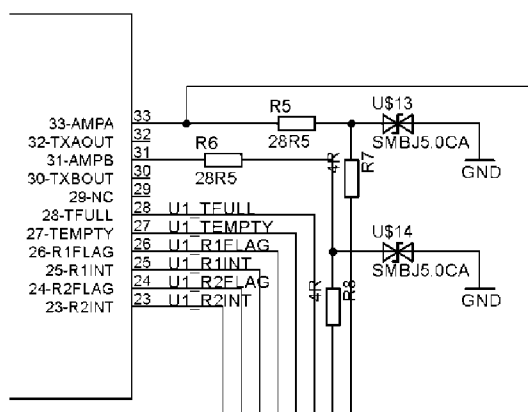 R5
U$13
33-AMPA
33
28R5
SMBJ5.0CA
32-TXAOUT
32
R6
31-AMPB
31
4R
R7
GND
30-TXBOUT
30
28R5
29-NC
29
28-TFULL
28
U1_TFULL
27-TEMPTY
27
U1_TEMPTY
U$14
26-R1FLAG
26
U1_R1FLAG
25-R1INT
25
U1_R1INT
SMBJ5.0CA
24-R2FLAG
24
U1_R2FLAG
4R
R8
GND
23-R2INT
23
U1_R2INT